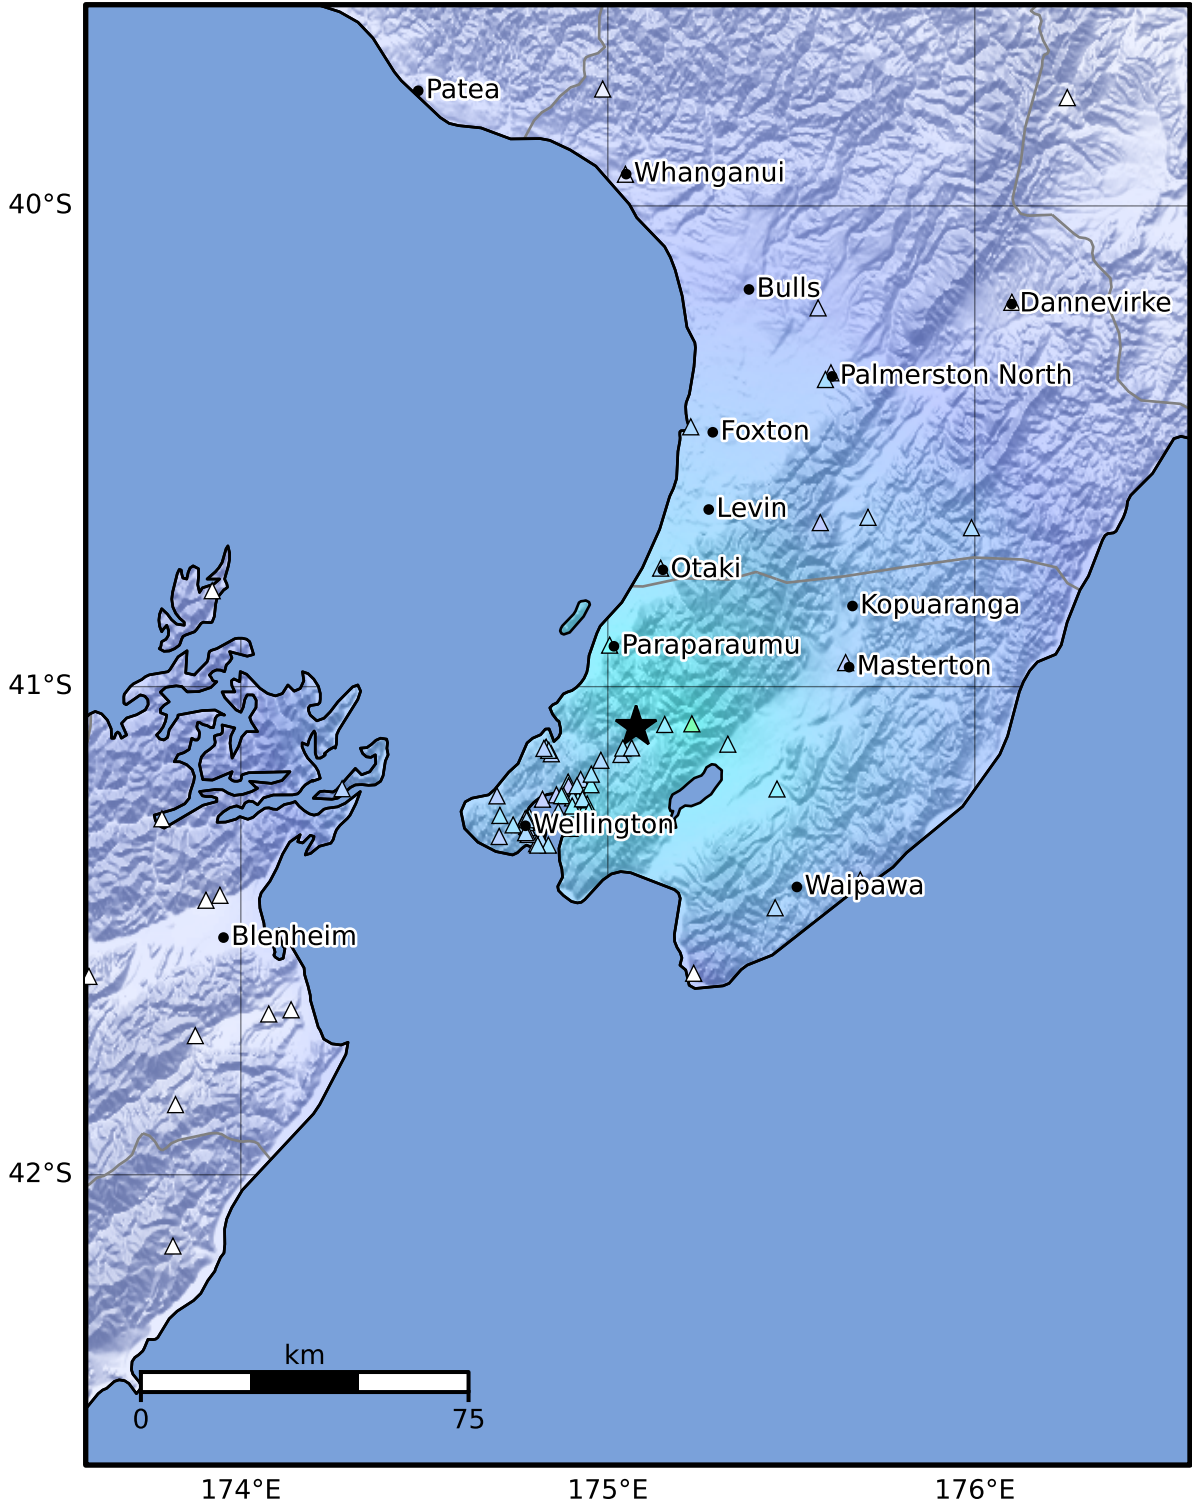 Patea
Whanganui
40°S
Bulls
Dannevirke
Palmerston North
Foxton
Levin
Otaki
Kopuaranga
Paraparaumu
Masterton
41°S
Wellington
Waipawa
Blenheim
42°S
km
0
75
174°E
175°E
176°E